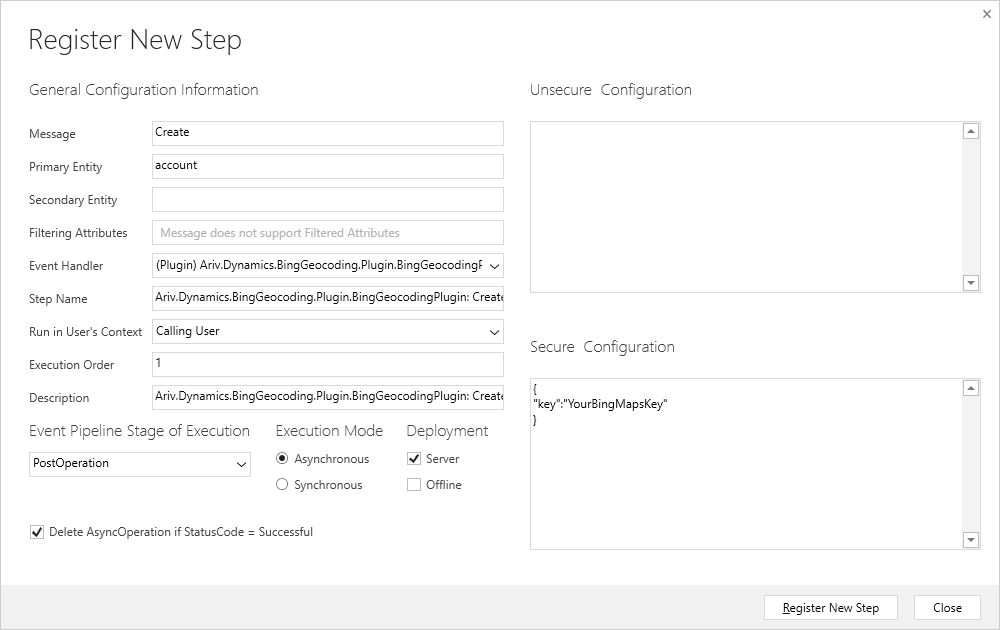 Register New Step
General Configuration Information
Message
Create
Primary Entity
account
Secondary Entity
Filtering Attributes
Message does not support Filtered Attributes
Event Handler
(Plugin) Ariv.Dynamics.BingGeocoding.Plugin.BingGeocodingP
Step Name
Ariv.Dynamics.BingGeocoding.Plugin.BingGeocodingPlugin: Create
Run in User's Context
Calling User
Execution Order
1
Description
Ariv.Dynamics.BingGeocoding.Plugin.BingGeocodingPlugin: Create
Event Pipeline Stage of Execution
PostOperation
Execution Mode
Asynchronous
Synchronous
Deployment
Server
Offline
Delete AsyncOperation if StatusCode = Successful
Unsecure Configuration
Secure Configuration
{
"key":"YourBingMapsKey"
}
Register New Step
Close